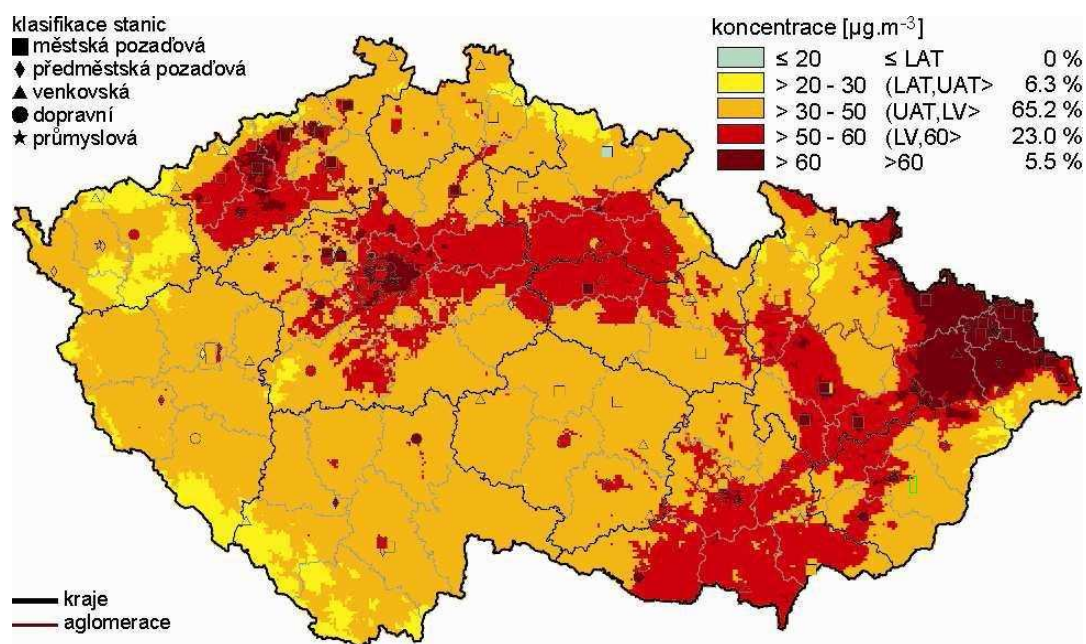 klasifikace stanic
městská pozaďová
předměstská pozaďová
venkovská
dopravní
průmyslová
koncentrace [µg.m⁻³]
≤ 20 ≤ LAT 0 %
> 20 - 30 (LAT,UAT> 6.3 %
> 30 - 50 (UAT,LV> 65.2 %
> 50 - 60 (LV,60> 23.0 %
> 60 >60 5.5 %
kraje
aglomerace